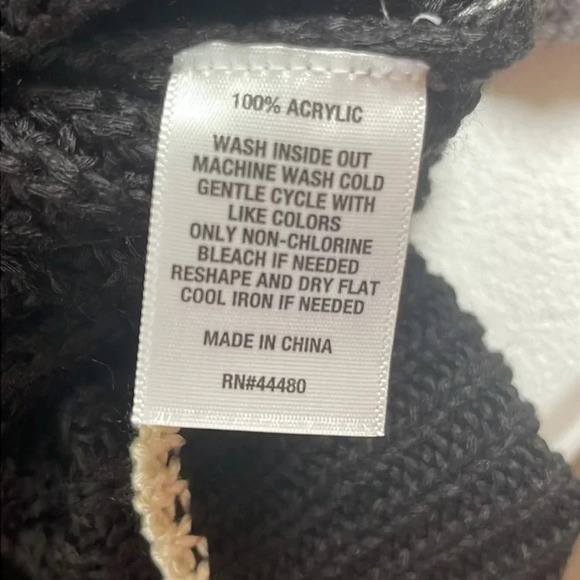 100% ACRYLIC
WASH INSIDE OUT
MACHINE WASH COLD
GENTLE CYCLE WITH
LIKE COLORS
ONLY NON-CHLORINE
BLEACH IF NEEDED
RESHAPE AND DRY FLAT
COOL IRON IF NEEDED
MADE IN CHINA
RN#44480